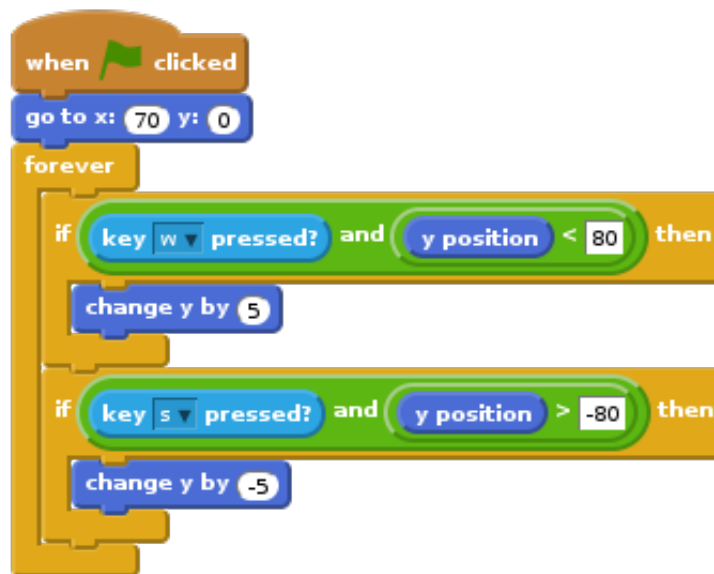 when clicked
go to x: 70 y: 0
forever
if key w pressed? and y position < 80 then
change y by 5
if key s pressed? and y position > -80 then
change y by -5